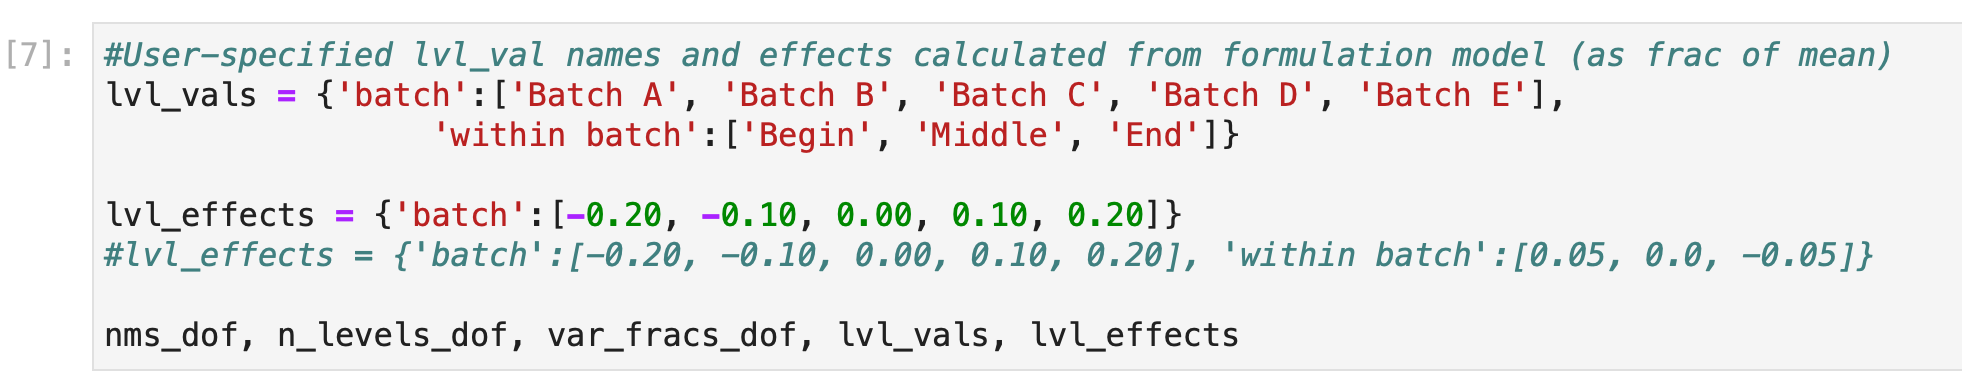 [7]: #User-specified lvl_val names and effects calculated from formulation model (as frac of mean)
lvl_vals = {'batch':['Batch A', 'Batch B', 'Batch C', 'Batch D', 'Batch E'],
'within batch':['Begin', 'Middle', 'End']}
lvl_effects = {'batch':[-0.20, -0.10, 0.00, 0.10, 0.20]}
#lvl_effects = {'batch':[-0.20, -0.10, 0.00, 0.10, 0.20], 'within batch':[0.05, 0.0, -0.05]}
nms_dof, n_levels_dof, var_fracs_dof, lvl_vals, lvl_effects